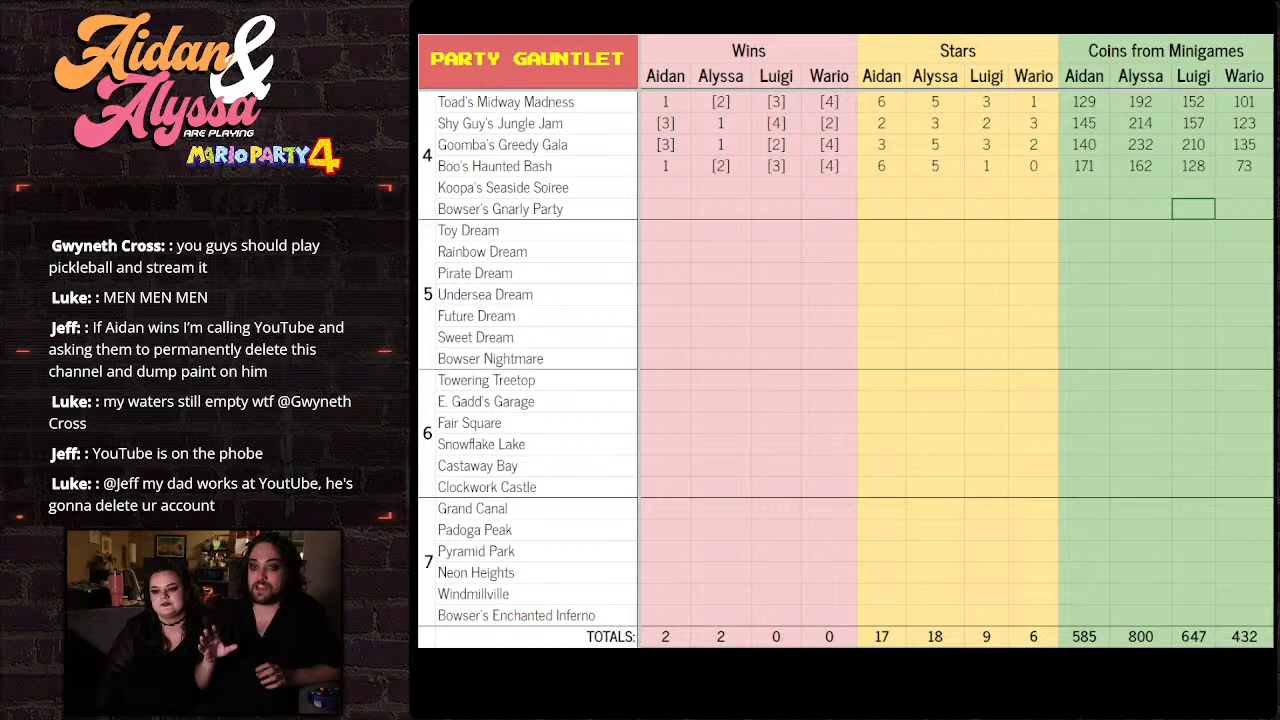 Aidan &
Alyssa
ARE PLAYING
MARIO PARTY 4
Gwyneth Cross: : you guys should play
pickleball and stream it
Luke: : MEN MEN MEN
Jeff: : If Aidan wins I'm calling YouTube and
asking them to permanently delete this
channel and dump paint on him
Luke: : my waters still empty wtf @Gwyneth
Cross
Jeff: : YouTube is on the phobe
Luke: : @Jeff my dad works at YoutUbe, he's
gonna delete ur account
PARTY GAUNTLET Wins Stars Coins from Minigames
Aidan Alyssa Luigi Wario Aidan Alyssa Luigi Wario Aidan Alyssa Luigi Wario
4
Toad's Midway Madness 1 [2] [3] [4] 6 5 3 1 129 192 152 101
Shy Guy's Jungle Jam [3] 1 [4] [2] 2 3 2 3 145 214 157 123
Goomba's Greedy Gala [3] 1 [2] [4] 3 5 3 2 140 232 210 135
Boo's Haunted Bash 1 [2] [3] [4] 6 5 1 0 171 162 128 73
Koopa's Seaside Soiree
Bowser's Gnarly Party
5
Toy Dream
Rainbow Dream
Pirate Dream
Undersea Dream
Future Dream
Sweet Dream
Bowser Nightmare
6
Towering Treetop
E. Gadd's Garage
Fair Square
Snowflake Lake
Castaway Bay
Clockwork Castle
7
Grand Canal
Padoga Peak
Pyramid Park
Neon Heights
Windmillville
Bowser's Enchanted Inferno
TOTALS: 2 2 0 0 17 18 9 6 585 800 647 432